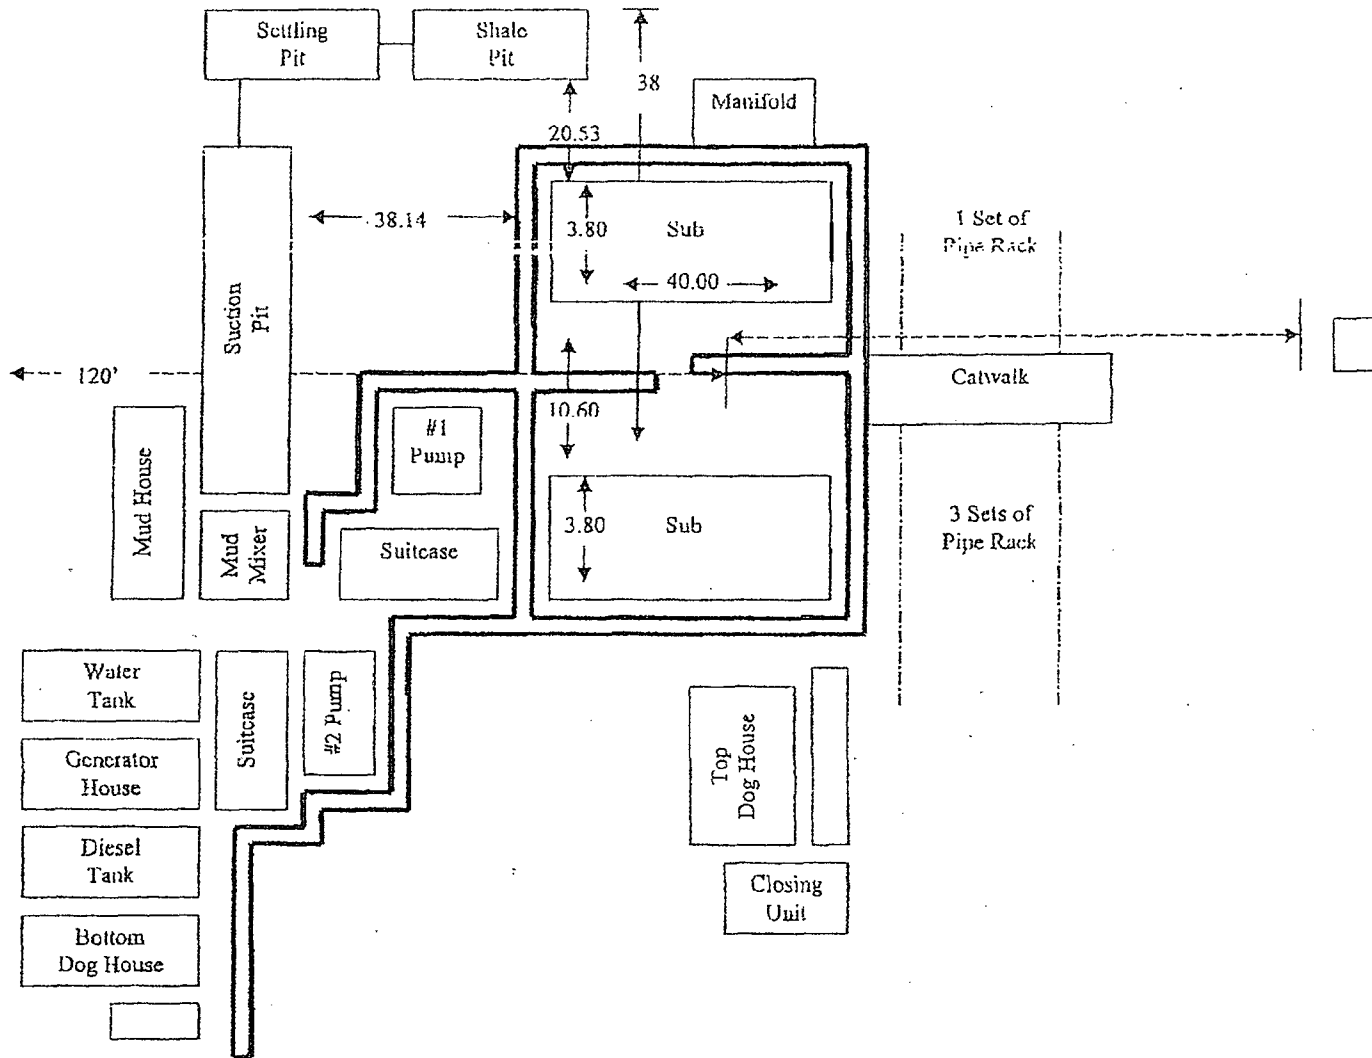 Settling
Pit
Shale
Pit
38
Manifold
20.53
38.14
3.80
Sub
1 Set of
Pipe Rack
40.00
Suction
Pit
120'
Catwalk
10.60
#1
Pump
Mud House
Mud
Mixer
Suitcase
3.80
Sub
3 Sets of
Pipe Rack
Water
Tank
Suitcase
#2 Pump
Generator
House
Top
Dog House
Diesel
Tank
Closing
Unit
Bottom
Dog House